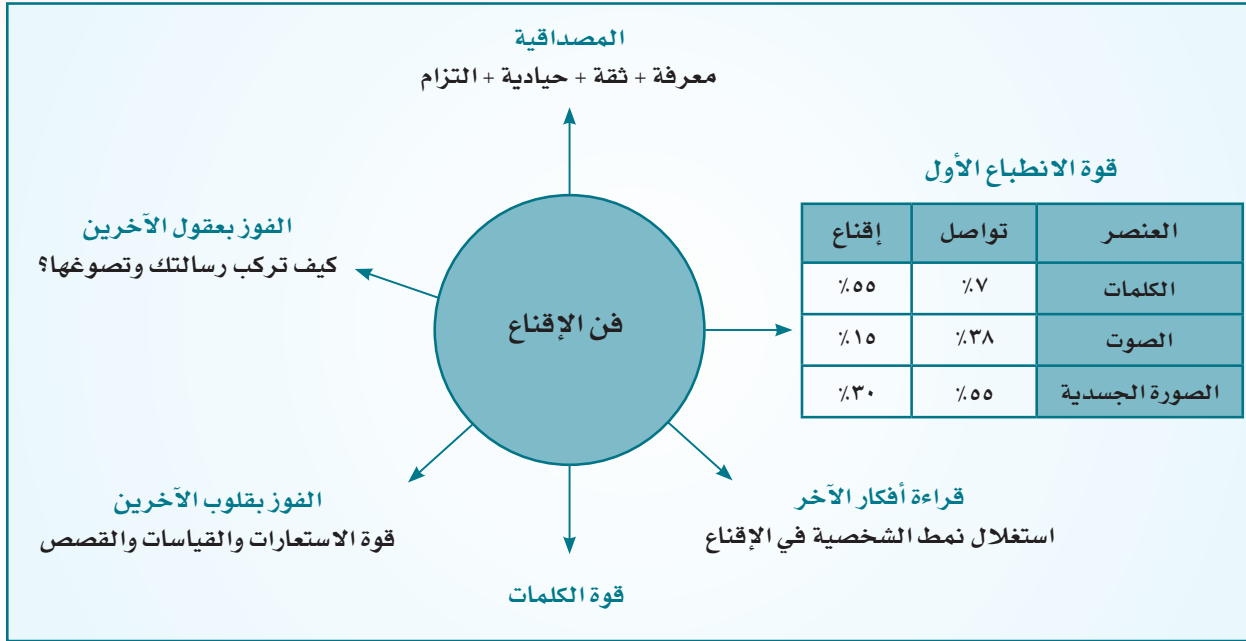 المصداقية
معرفة + ثقة + حيادية + التزام
قوة الانطباع الأول
العنصر تواصل إقناع
الكلمات ٧٪ ٥٥٪
الصوت ٣٨٪ ١٥٪
الصورة الجسدية ٥٥٪ ٣٠٪
الفوز بعقول الآخرين
كيف تركب رسالتك وتصوغها؟
فن الإقناع
قراءة أفكار الآخر
استغلال نمط الشخصية في الإقناع
الفوز بقلوب الآخرين
قوة الاستعارات والقياسات والقصص
قوة الكلمات